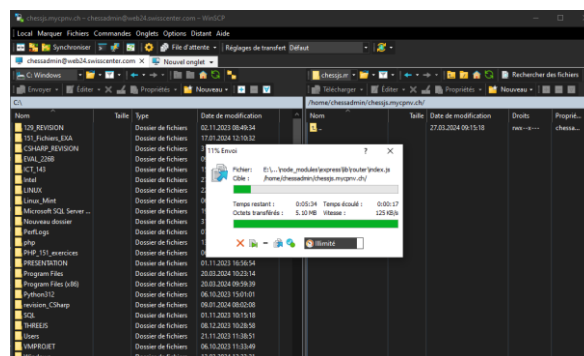 chessjs.mycpnv.ch - chessadmin@web24.swisscenter.com - WinSCP
Local Marquer Fichiers Commandes Onglets Options Distant Aide
Synchroniser File d'attente Réglages de transfert Défaut
chessadmin@web24.swisscenter.com Nouvel onglet
C: Windows
chessjs.m
Rechercher des fichiers
Envoyer Éditer Propriétés Nouveau
Télécharger Éditer Propriétés Nouveau
C:\
/home/chessadmin/chessjs.mycpnv.ch/
Nom Taille Type Date de modification
Nom Taille Date de modification Droits Proprié...
129_REVISION Dossier de fichiers 02.11.2023 08:49:34
.. 27.03.2024 09:15:18 rwx--x--- chessa...
151_Fichiers_EXA Dossier de fichiers 17.01.2024 12:10:32
CSHARP_REVISION Dossier de fichiers
EVAL_226B Dossier de fichiers
ICT_143 Dossier de fichiers
Intel Dossier de fichiers
LINUX Dossier de fichiers
Linux_Mint Dossier de fichiers
Microsoft SQL Server ... Dossier de fichiers
Nouveau dossier Dossier de fichiers
PerfLogs Dossier de fichiers
php Dossier de fichiers
PHP_151_exercices Dossier de fichiers
PRESENTATION Dossier de fichiers 01.11.2023 16:56:54
Program Files Dossier de fichiers 20.03.2024 10:23:14
Program Files (x86) Dossier de fichiers 20.03.2024 09:59:39
Python312 Dossier de fichiers 06.10.2023 15:01:01
revision_CSharp Dossier de fichiers 09.01.2024 08:02:08
SQL Dossier de fichiers 01.11.2023 10:15:18
THREEJS Dossier de fichiers 08.12.2023 10:28:58
Users Dossier de fichiers 21.11.2023 11:38:51
VMPROJET Dossier de fichiers 06.10.2023 11:33:49
11% Envoi
Fichier: E:\...\node_modules\express\lib\router\index.js
Cible : /home/chessadmin/chessjs.mycpnv.ch/
Temps restant : 0:05:34 Temps écoulé : 0:00:17
Octets transférés : 5.10 MB Vitesse : 125 KB/s
Illimité